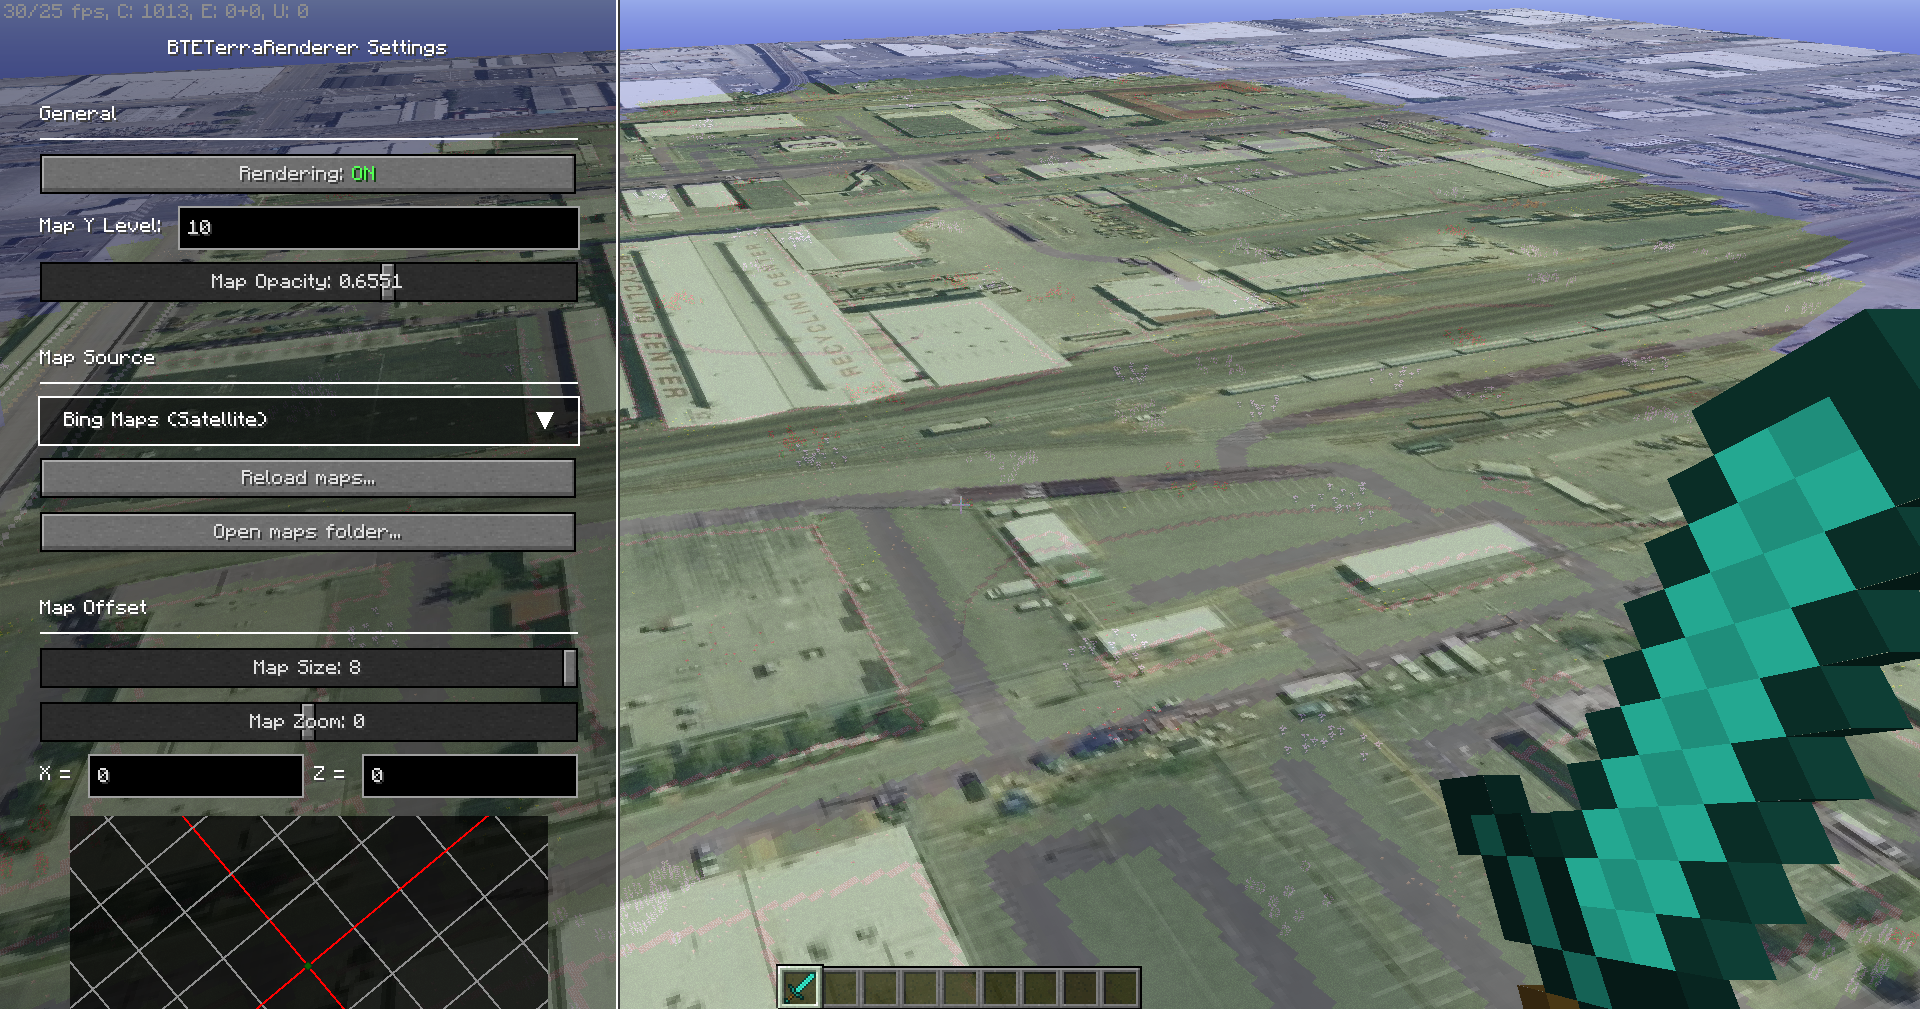 30/25 fps, C: 1013, E: 0+0, U: 0
BTETerraRenderer Settings
General
Rendering: ON
Map Y Level: 10
Map Opacity: 0.6551
Map Source
Bing Maps (Satellite)
Reload maps...
Open maps folder...
Map Offset
Map Size: 8
Map Zoom: 0
X = 0 Z = 0
RECYCLING CENTER
RECYCLING CENTER